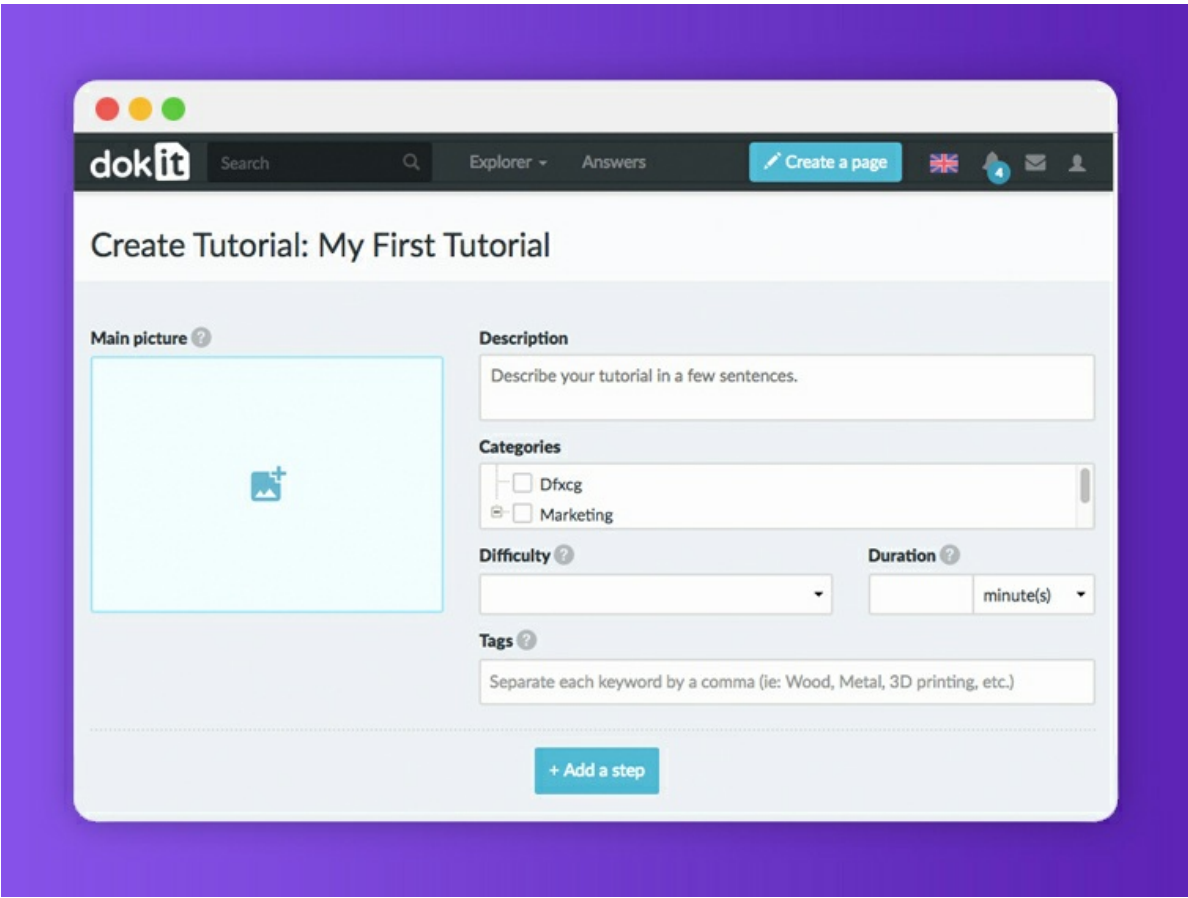 dokit Search Explorer Answers Create a page 4
Create Tutorial: My First Tutorial
Main picture ?
Description
Describe your tutorial in a few sentences.
Categories
Dfxcg
Marketing
Difficulty ? Duration ?
minute(s)
Tags ?
Separate each keyword by a comma (ie: Wood, Metal, 3D printing, etc.)
+ Add a step